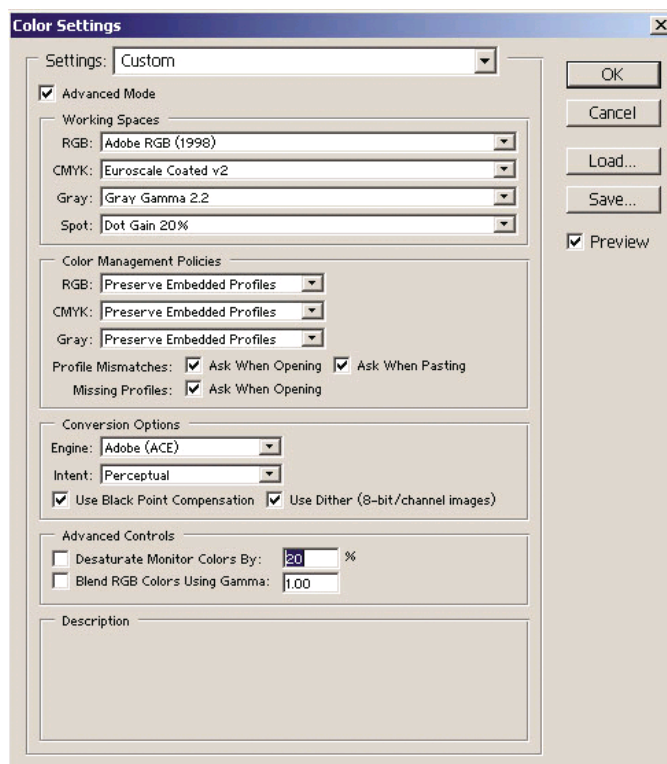 Color Settings
Settings: Custom
OK
Advanced Mode
Cancel
Working Spaces
RGB: Adobe RGB (1998)
CMYK: Euroscale Coated v2
Load...
Gray: Gray Gamma 2.2
Save...
Spot: Dot Gain 20%
Preview
Color Management Policies
RGB: Preserve Embedded Profiles
CMYK: Preserve Embedded Profiles
Gray: Preserve Embedded Profiles
Profile Mismatches: Ask When Opening Ask When Pasting
Missing Profiles: Ask When Opening
Conversion Options
Engine: Adobe (ACE)
Intent: Perceptual
Use Black Point Compensation Use Dither (8-bit/channel images)
Advanced Controls
Desaturate Monitor Colors By: 20 %
Blend RGB Colors Using Gamma: 1.00
Description